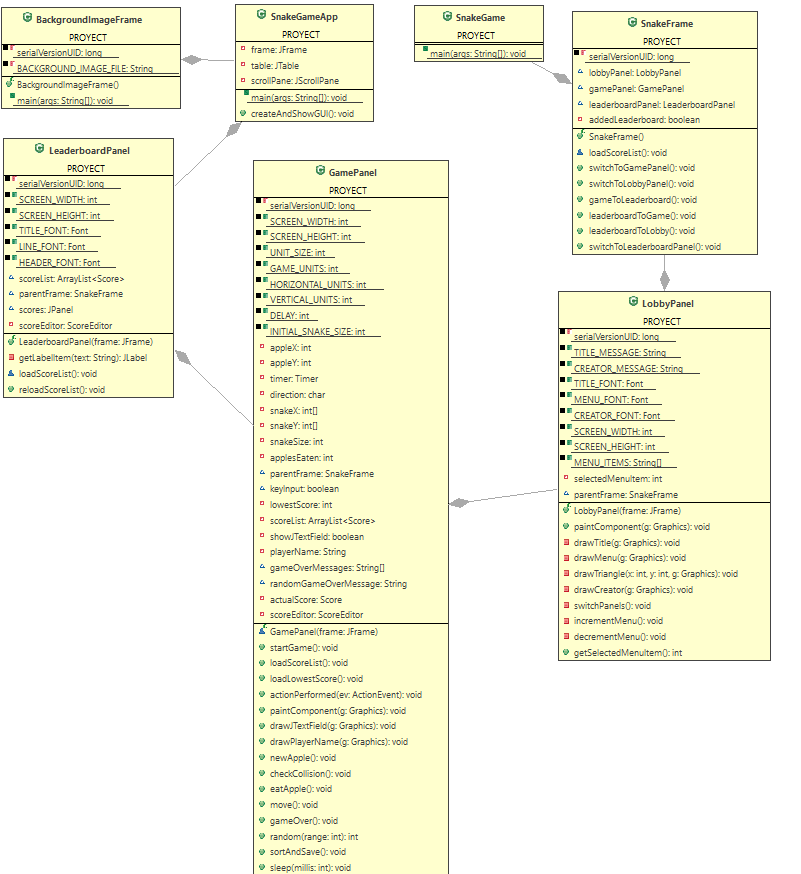 BackgroundImageFrame
PROYECT
serialVersionUID: long
BACKGROUND_IMAGE_FILE: String
BackgroundImageFrame()
main(args: String[]): void
SnakeGameApp
PROYECT
frame: JFrame
table: JTable
scrollPane: JScrollPane
main(args: String[]): void
createAndShowGUI(): void
SnakeGame
PROYECT
main(args: String[]): void
SnakeFrame
PROYECT
serialVersionUID: long
lobbyPanel: LobbyPanel
gamePanel: GamePanel
leaderboardPanel: LeaderboardPanel
addedLeaderboard: boolean
SnakeFrame()
loadScoreList(): void
switchToGamePanel(): void
switchToLobbyPanel(): void
gameToLeaderboard(): void
leaderboardToGame(): void
leaderboardToLobby(): void
switchToLeaderboardPanel(): void
LeaderboardPanel
PROYECT
serialVersionUID: long
SCREEN_WIDTH: int
SCREEN_HEIGHT: int
TITLE_FONT: Font
LINE_FONT: Font
HEADER_FONT: Font
scoreList: ArrayList<Score>
parentFrame: SnakeFrame
scores: JPanel
scoreEditor: ScoreEditor
LeaderboardPanel(frame: JFrame)
getLabelItem(text: String): JLabel
loadScoreList(): void
reloadScoreList(): void
GamePanel
PROYECT
serialVersionUID: long
SCREEN_WIDTH: int
SCREEN_HEIGHT: int
UNIT_SIZE: int
GAME_UNITS: int
HORIZONTAL_UNITS: int
VERTICAL_UNITS: int
DELAY: int
INITIAL_SNAKE_SIZE: int
appleX: int
appleY: int
timer: Timer
direction: char
snakeX: int[]
snakeY: int[]
snakeSize: int
applesEaten: int
parentFrame: SnakeFrame
keyInput: boolean
lowestScore: int
scoreList: ArrayList<Score>
showJTextField: boolean
playerName: String
gameOverMessages: String[]
randomGameOverMessage: String
actualScore: Score
scoreEditor: ScoreEditor
GamePanel(frame: JFrame)
startGame(): void
loadScoreList(): void
loadLowestScore(): void
actionPerformed(ev: ActionEvent): void
paintComponent(g: Graphics): void
drawJTextField(g: Graphics): void
drawPlayerName(g: Graphics): void
newApple(): void
checkCollision(): void
eatApple(): void
move(): void
gameOver(): void
random(range: int): int
sortAndSave(): void
sleep(millis: int): void
LobbyPanel
PROYECT
serialVersionUID: long
TITLE_MESSAGE: String
CREATOR_MESSAGE: String
TITLE_FONT: Font
MENU_FONT: Font
CREATOR_FONT: Font
SCREEN_WIDTH: int
SCREEN_HEIGHT: int
MENU_ITEMS: String[]
selectedMenuItem: int
parentFrame: SnakeFrame
LobbyPanel(frame: JFrame)
paintComponent(g: Graphics): void
drawTitle(g: Graphics): void
drawMenu(g: Graphics): void
drawTriangle(x: int, y: int, g: Graphics): void
drawCreator(g: Graphics): void
switchPanels(): void
incrementMenu(): void
decrementMenu(): void
getSelectedMenuItem(): int